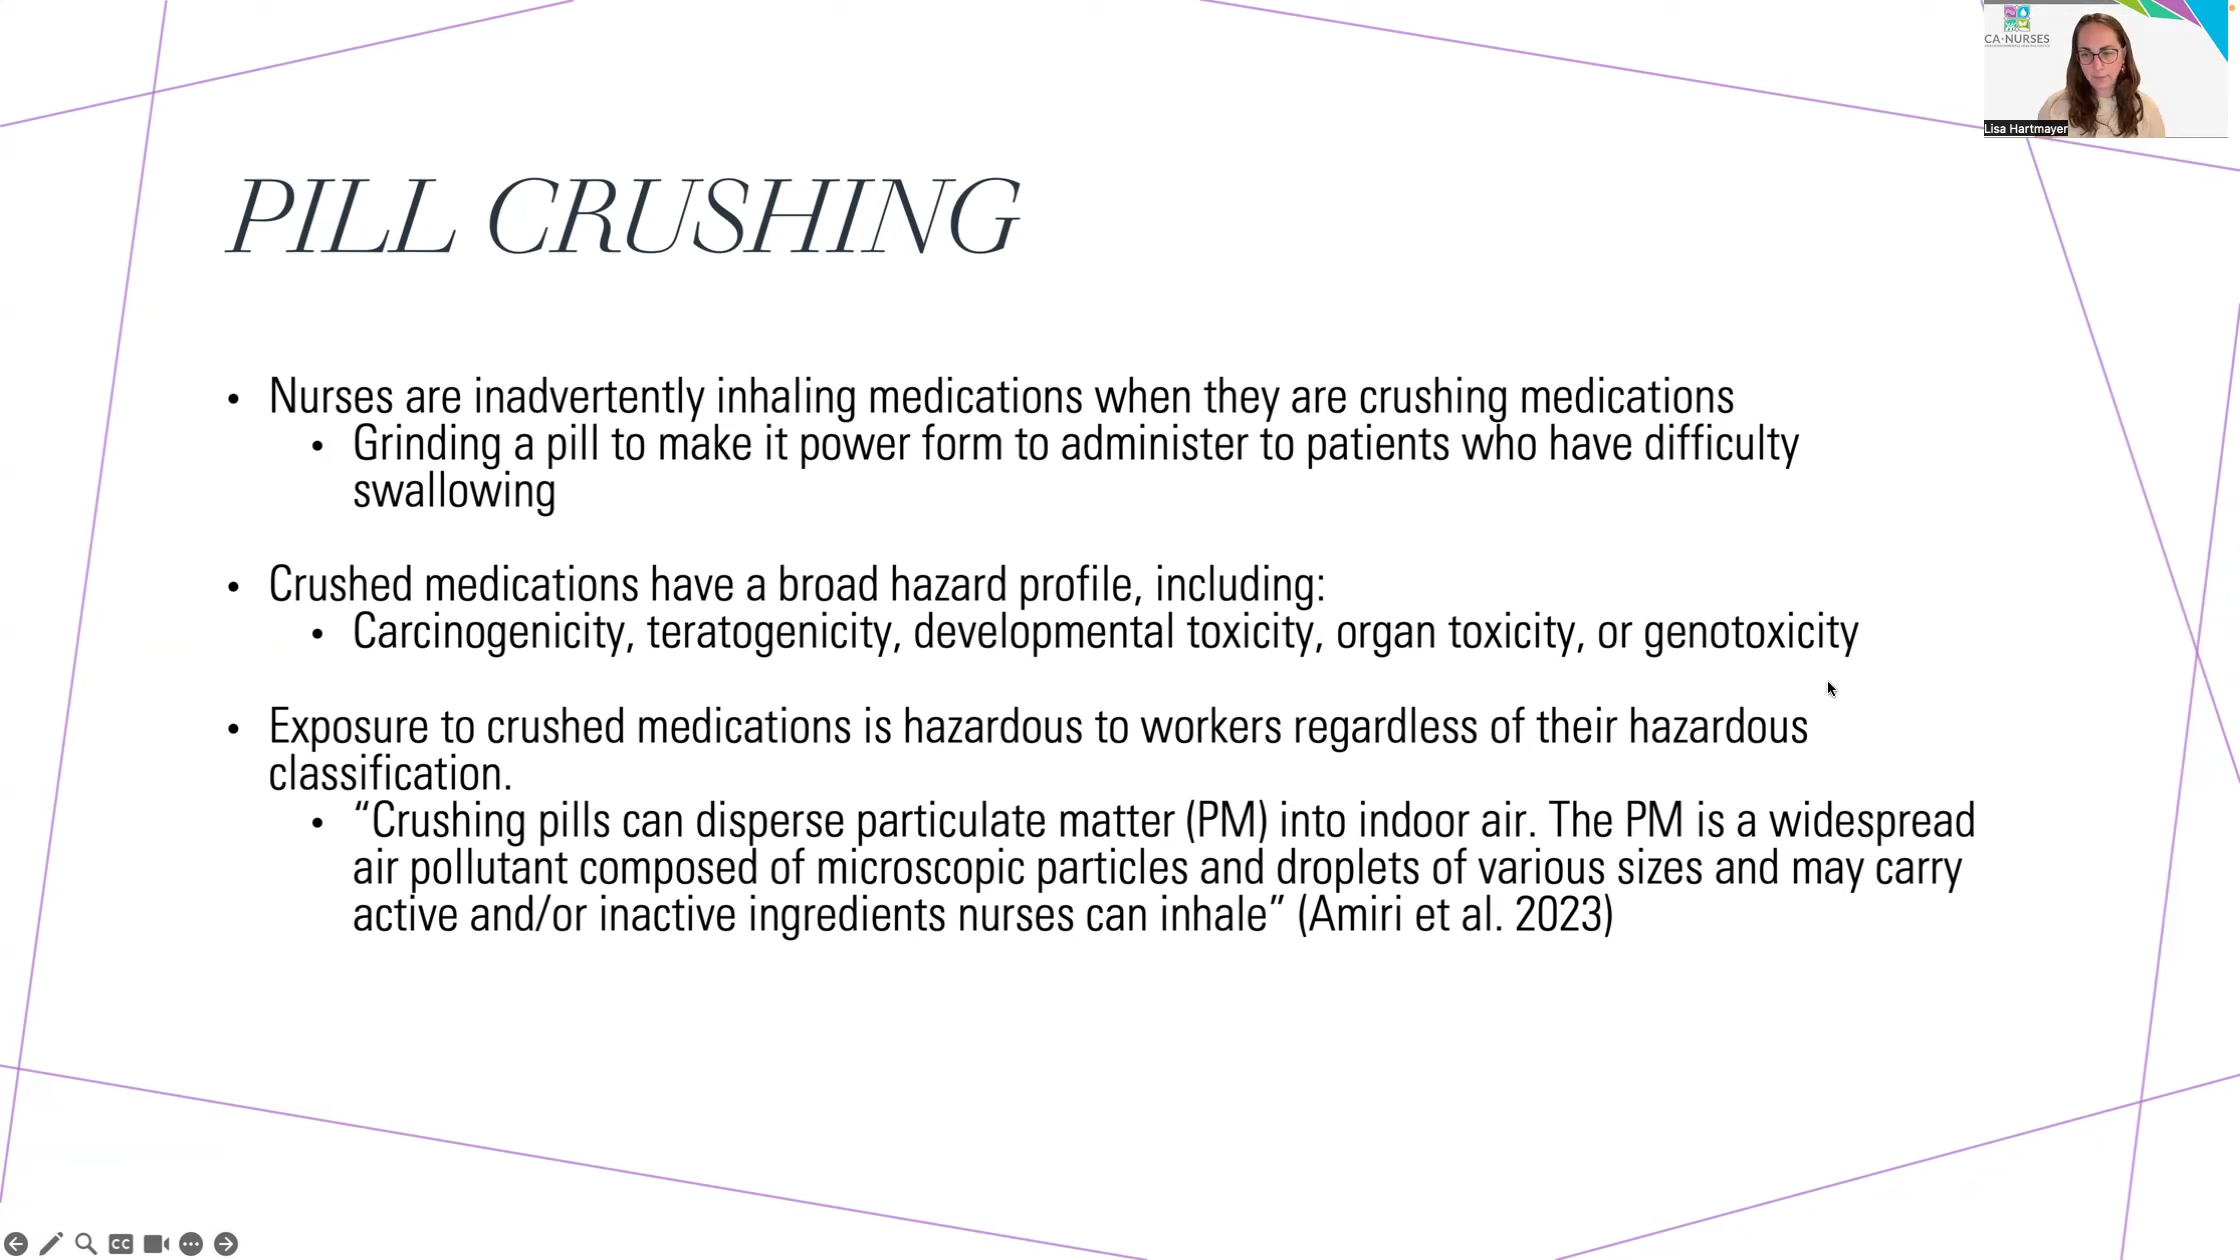 CA·NURSES
Lisa Hartmayer
PILL CRUSHING
• Nurses are inadvertently inhaling medications when they are crushing medications
• Grinding a pill to make it power form to administer to patients who have difficulty
swallowing
• Crushed medications have a broad hazard profile, including:
• Carcinogenicity, teratogenicity, developmental toxicity, organ toxicity, or genotoxicity
• Exposure to crushed medications is hazardous to workers regardless of their hazardous
classification.
• “Crushing pills can disperse particulate matter (PM) into indoor air. The PM is a widespread
air pollutant composed of microscopic particles and droplets of various sizes and may carry
active and/or inactive ingredients nurses can inhale” (Amiri et al. 2023)
CC